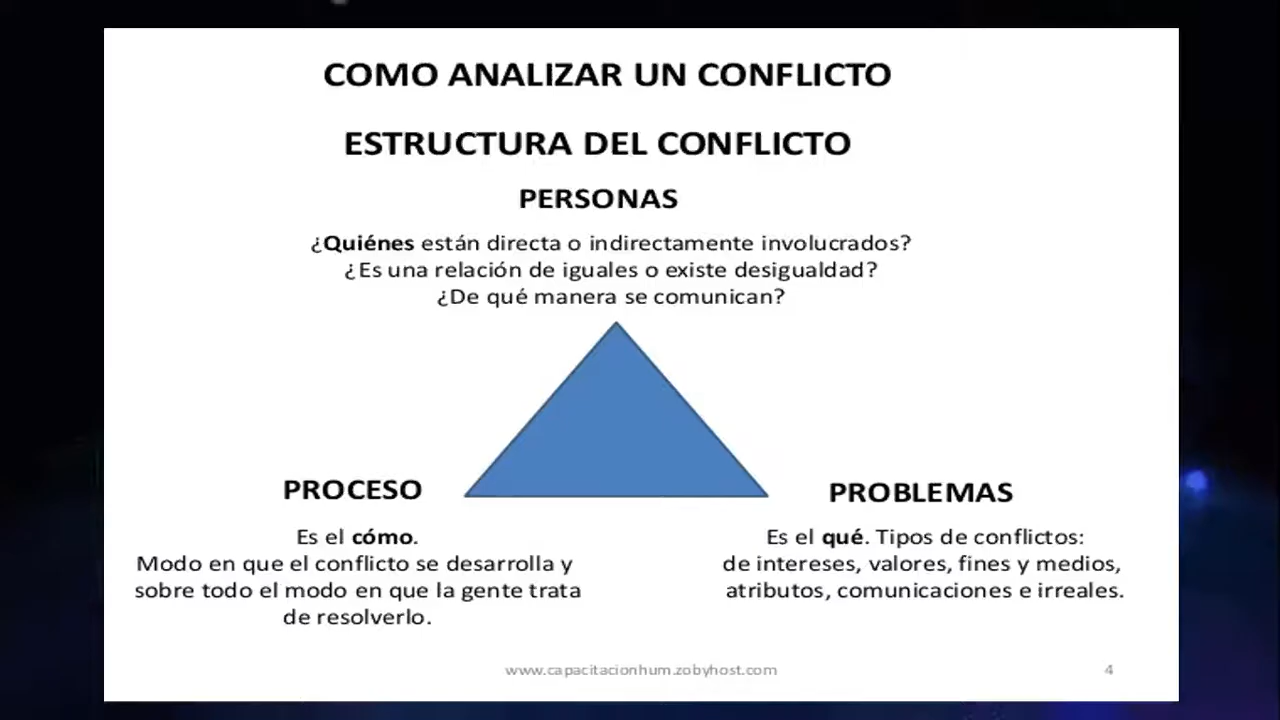 COMO ANALIZAR UN CONFLICTO
ESTRUCTURA DEL CONFLICTO
PERSONAS
¿Quiénes están directa o indirectamente involucrados?
¿Es una relación de iguales o existe desigualdad?
¿De qué manera se comunican?
PROCESO
Es el cómo.
Modo en que el conflicto se desarrolla y
sobre todo el modo en que la gente trata
de resolverlo.
PROBLEMAS
Es el qué. Tipos de conflictos:
de intereses, valores, fines y medios,
atributos, comunicaciones e irreales.
www.capacitacionhum.zobyhost.com
4